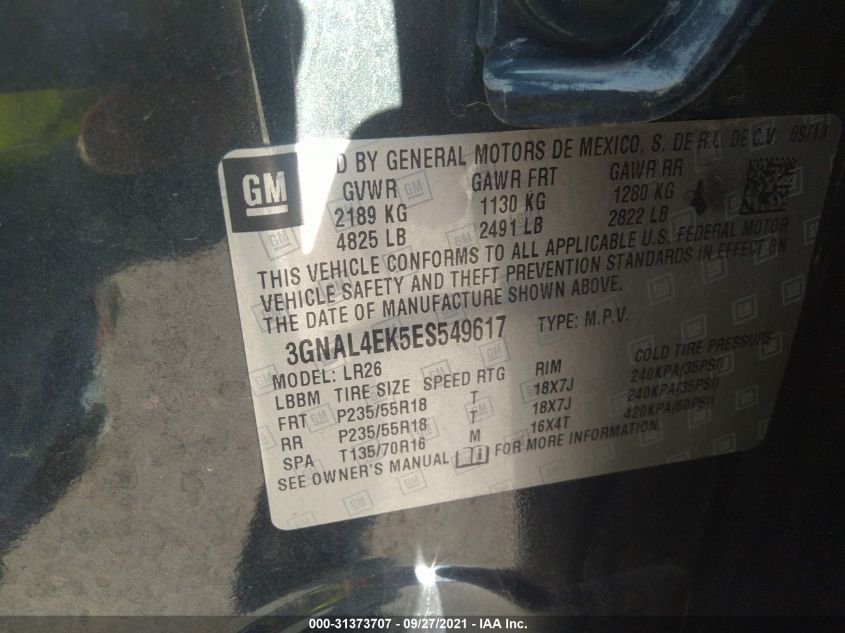 D BY GENERAL MOTORS DE MEXICO, S. DE R.L. DE C.V. 09/13
GM
GVWR GAWR FRT GAWR RR
2189 KG 1130 KG 1280 KG
4825 LB 2491 LB 2822 LB
THIS VEHICLE CONFORMS TO ALL APPLICABLE U.S. FEDERAL MOTOR
VEHICLE SAFETY AND THEFT PREVENTION STANDARDS IN EFFECT ON
THE DATE OF MANUFACTURE SHOWN ABOVE.
3GNAL4EK5ES549617 TYPE: M.P.V.
MODEL: LR26
LBBM TIRE SIZE SPEED RTG RIM COLD TIRE PRESSURE
FRT P235/55R18 T 18X7J 240KPA(35PSI)
RR P235/55R18 T 18X7J 240KPA(35PSI)
SPA T135/70R16 M 16X4T 420KPA(60PSI)
SEE OWNER'S MANUAL FOR MORE INFORMATION.
000-31373707 - 09/27/2021 - IAA Inc.